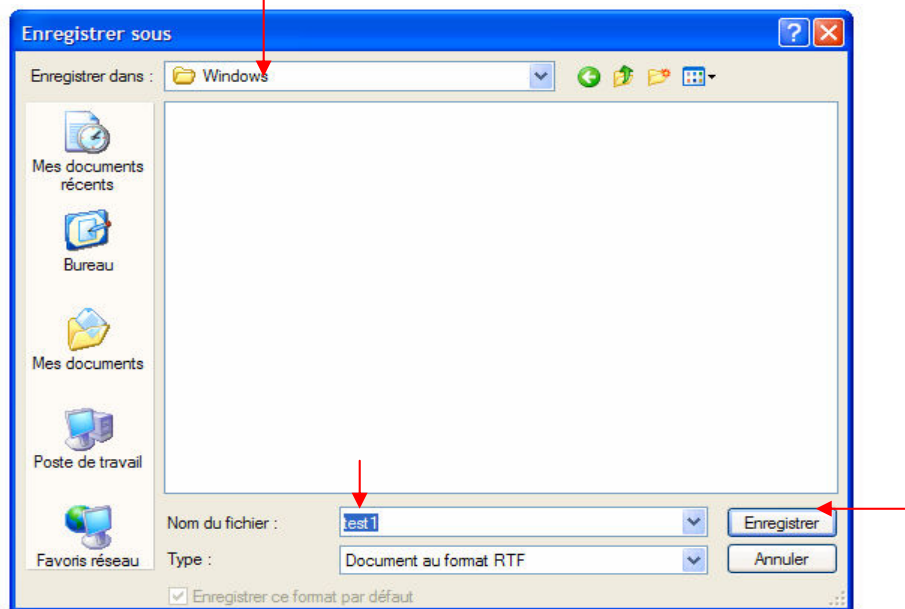 Enregistrer sous
Enregistrer dans :
Windows
Mes documents
récents
Bureau
Mes documents
Poste de travail
Favoris réseau
Nom du fichier :
test1
Enregistrer
Type :
Document au format RTF
Annuler
Enregistrer ce format par défaut